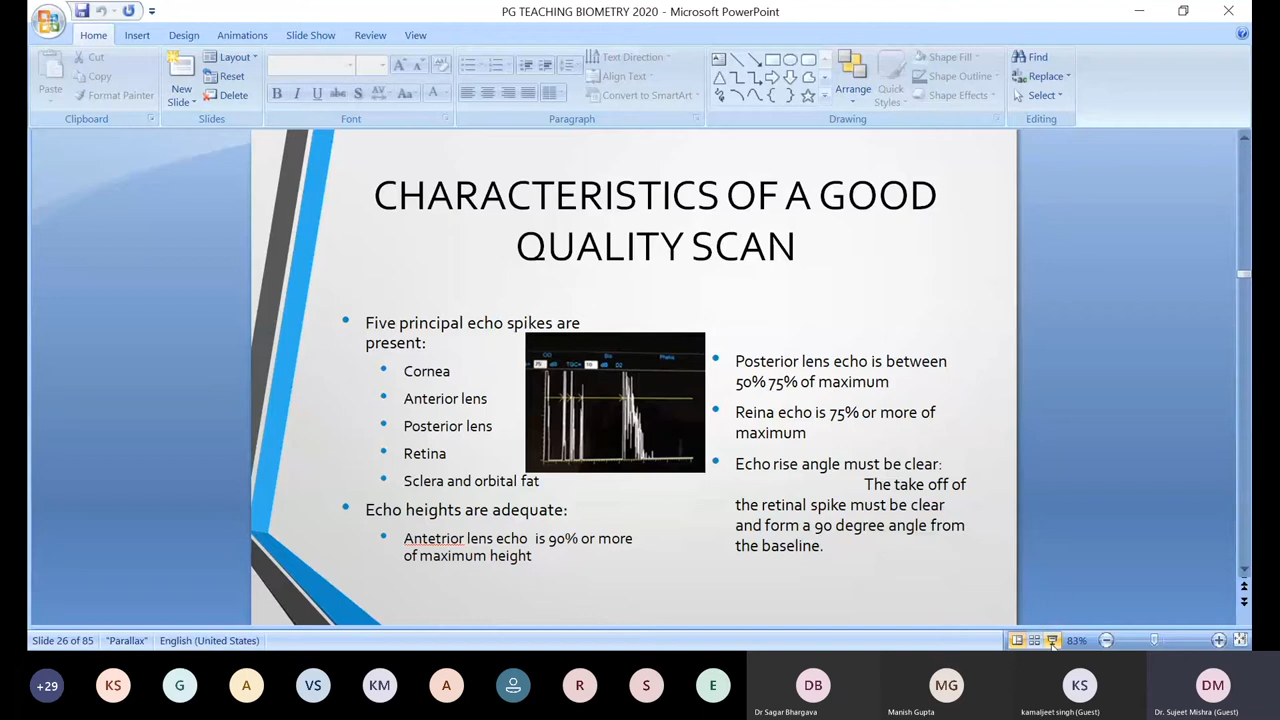 PG TEACHING BIOMETRY 2020 - Microsoft PowerPoint
Home Insert Design Animations Slide Show Review View
Paste
Cut
Copy
Format Painter
Clipboard
New
Slide
Layout
Reset
Delete
Slides
B I U abc S AV Aa A
Font
Text Direction
Align Text
Convert to SmartArt
Paragraph
Arrange
Quick
Styles
Shape Fill
Shape Outline
Shape Effects
Drawing
Find
Replace
Select
Editing
CHARACTERISTICS OF A GOOD
QUALITY SCAN
Five principal echo spikes are
present:
Cornea
Anterior lens
Posterior lens
Retina
Sclera and orbital fat
Echo heights are adequate:
Antetrior lens echo is 90% or more
of maximum height
Posterior lens echo is between
50% 75% of maximum
Reina echo is 75% or more of
maximum
Echo rise angle must be clear:
The take off of
the retinal spike must be clear
and form a 90 degree angle from
the baseline.
Slide 26 of 85 "Parallax" English (United States) 83%
+29 KS G A VS KM A R S E DB MG KS DM
Dr Sagar Bhargava Manish Gupta kamaljeet singh (Guest) Dr. Sujeet Mishra (Guest)